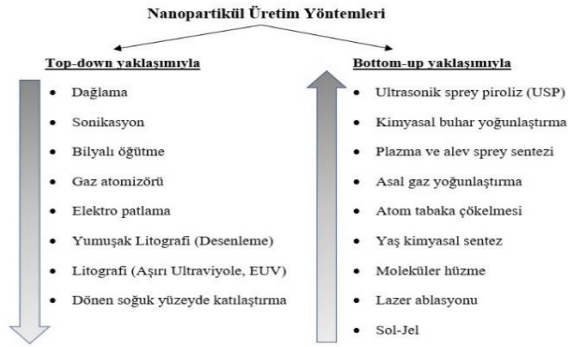 Nanopartikül Üretim Yöntemleri
Top-down yaklaşımıyla
• Dağlama
• Sonikasyon
• Bilyalı öğütme
• Gaz atomizörü
• Elektro patlama
• Yumuşak Litografi (Desenleme)
• Litografi (Aşırı Ultraviyole, EUV)
• Dönen soğuk yüzeyde katılaştırma
Bottom-up yaklaşımıyla
• Ultrasonik sprey piroliz (USP)
• Kimyasal buhar yoğunlaştırma
• Plazma ve alev sprey sentezi
• Asal gaz yoğunlaştırma
• Atom tabaka çökelmesi
• Yaş kimyasal sentez
• Moleküler hüzme
• Lazer ablasyonu
• Sol-Jel